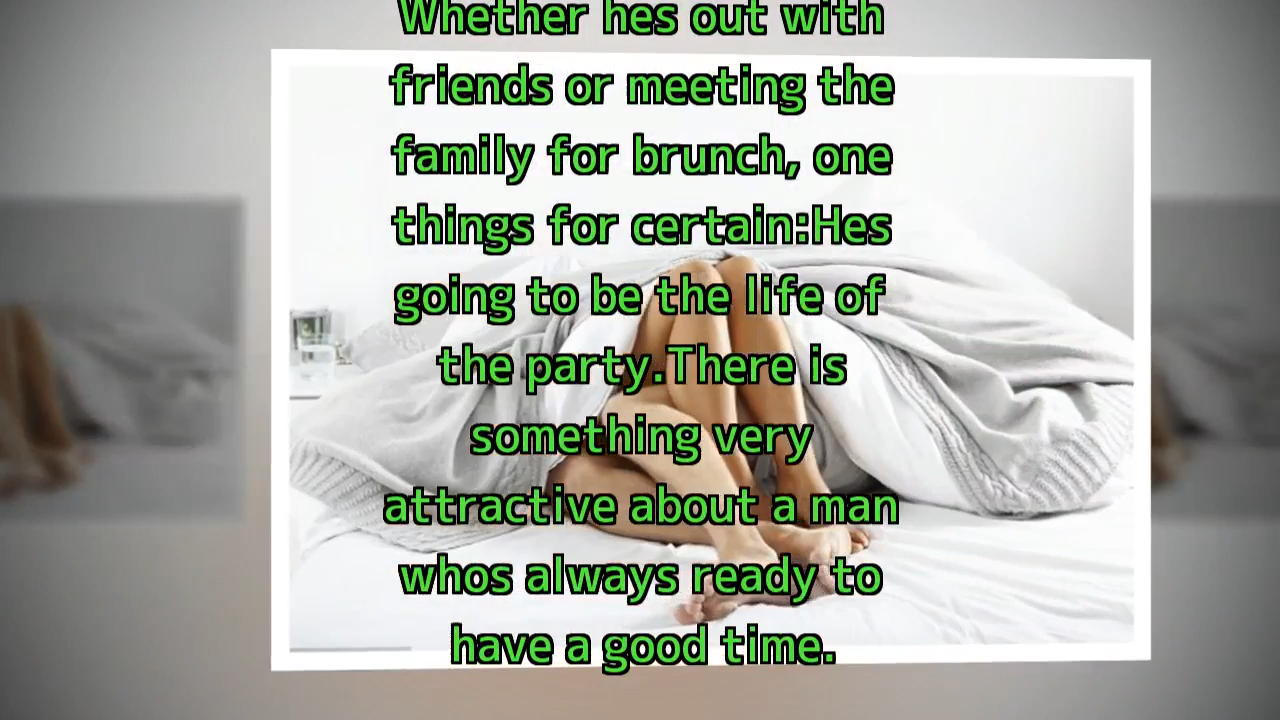 Whether hes out with
friends or meeting the
family for brunch, one
things for certain:Hes
going to be the life of
the party.There is
something very
attractive about a man
whos always ready to
have a good time.